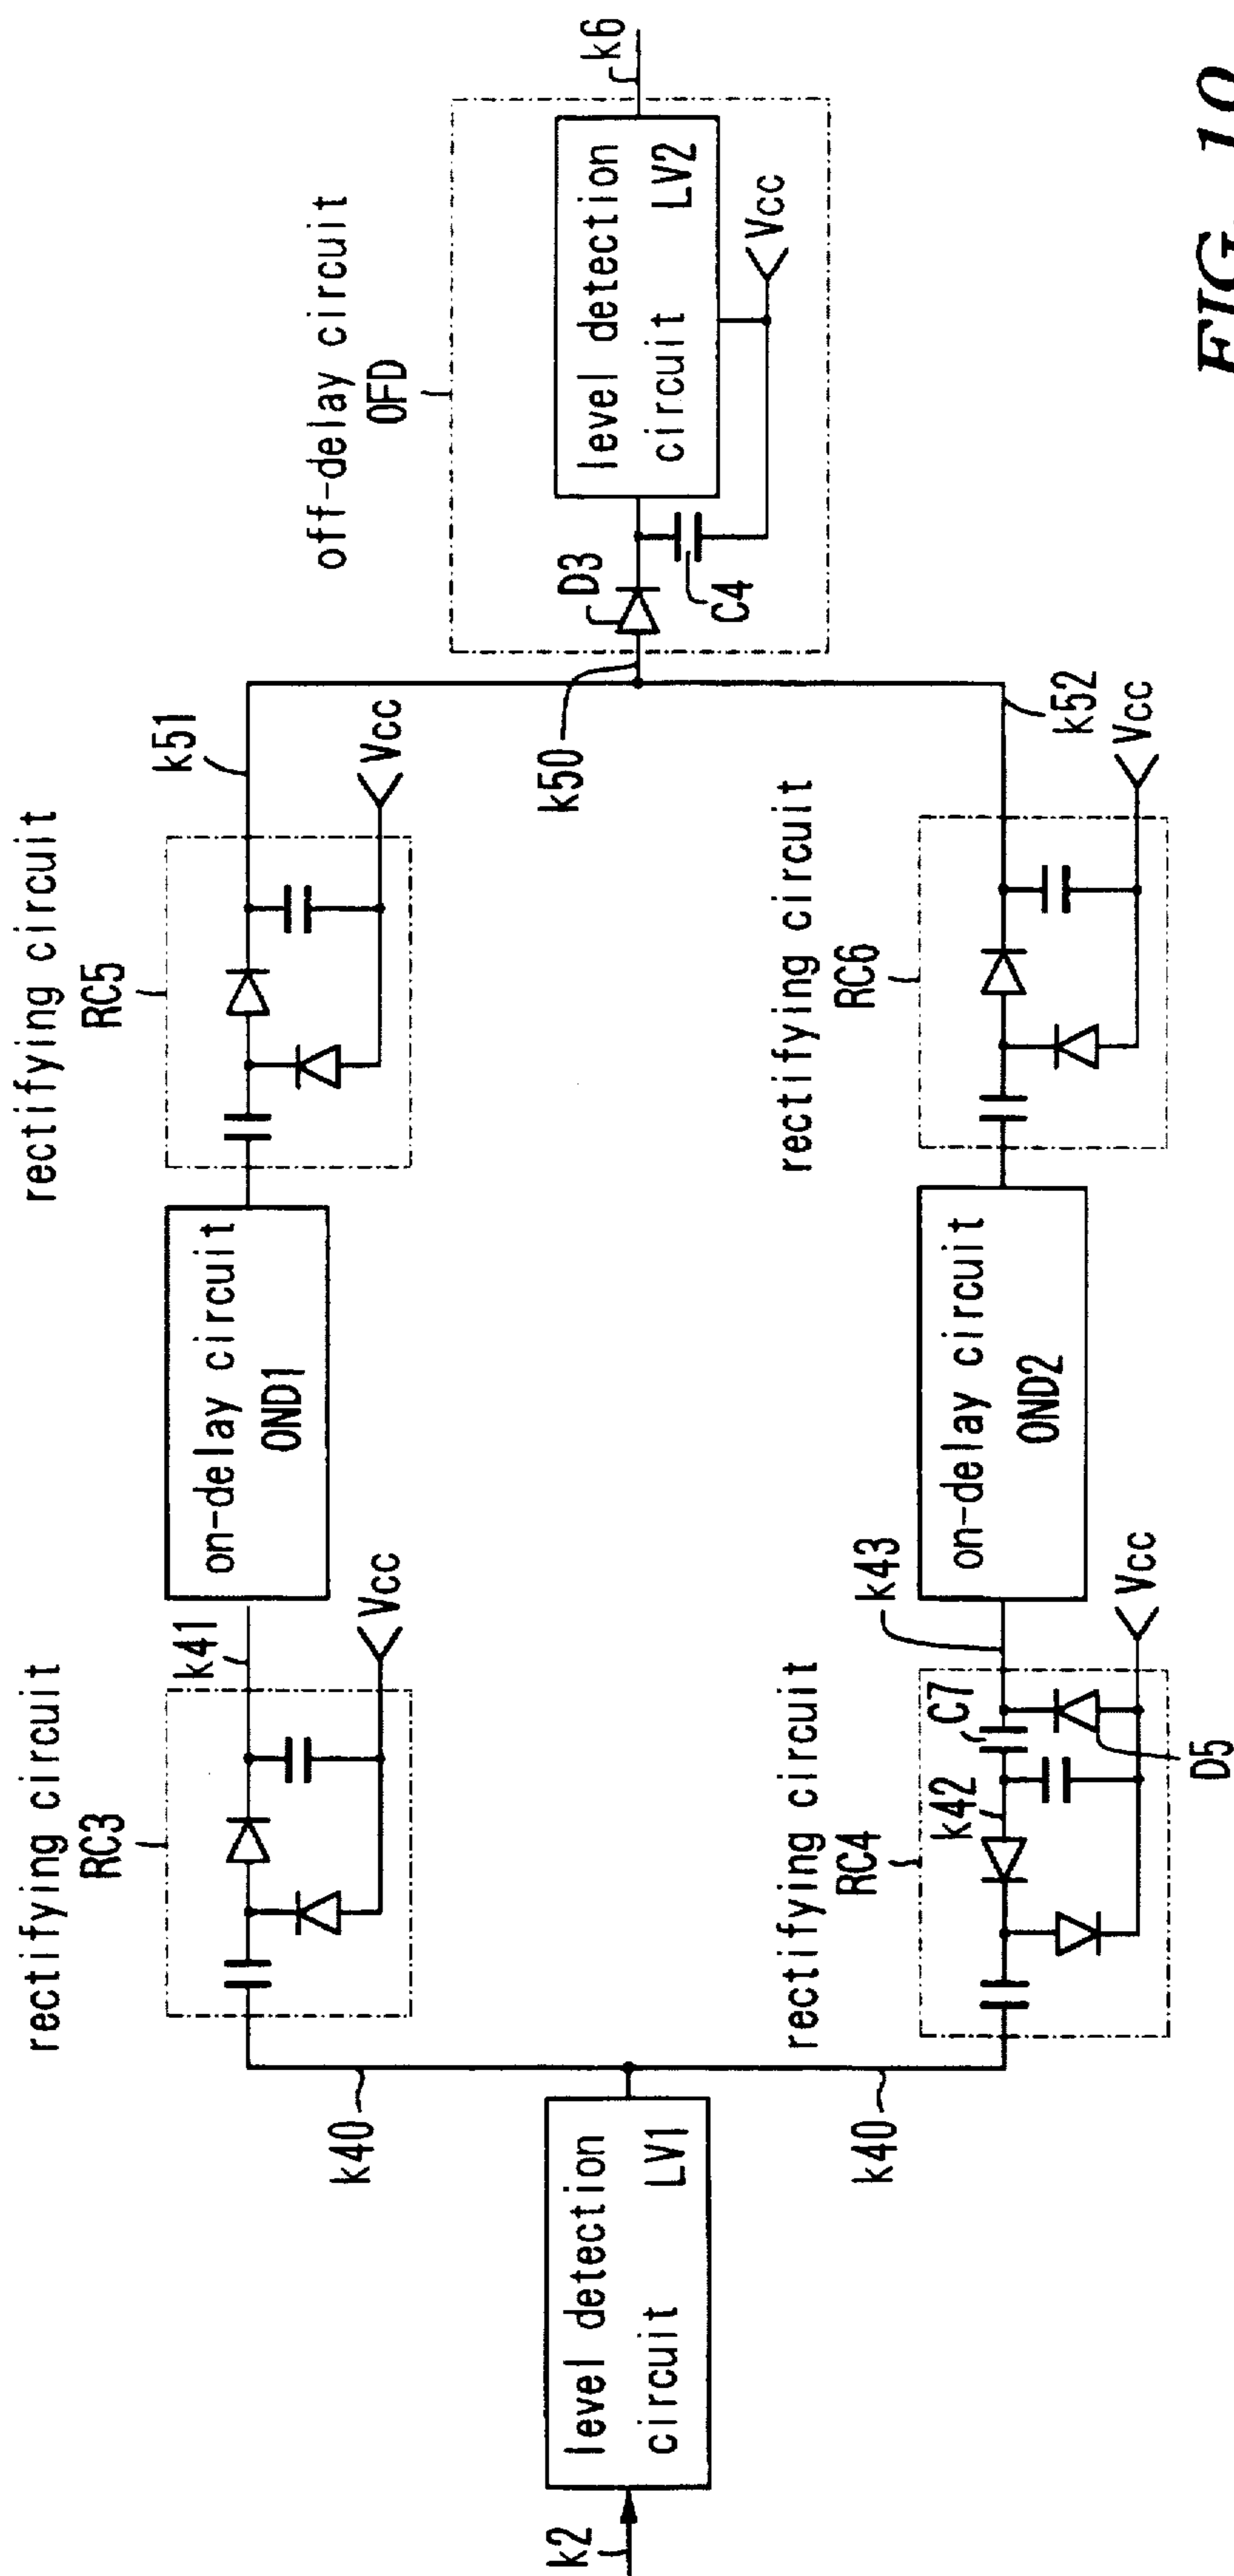 k2
level detection
circuit LV1
k40
k40
rectifying circuit
RC3
k41
Vcc
on-delay circuit
OND1
rectifying circuit
RC5
k51
Vcc
rectifying circuit
RC4
k42
C7
k43
D5
Vcc
on-delay circuit
OND2
rectifying circuit
RC6
k52
Vcc
k50
off-delay circuit
OFD
D3
C4
level detection
circuit LV2
Vcc
k6
FIG. 10